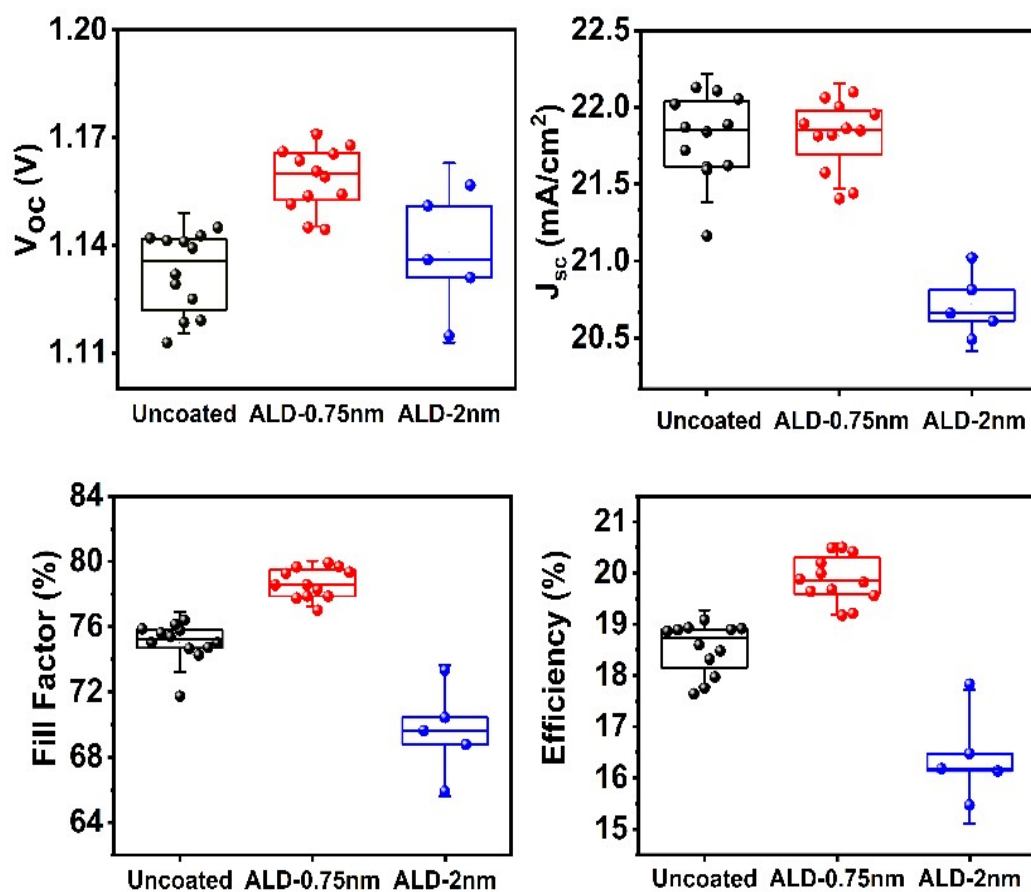 1.20
1.17
1.14
1.11
V_OC (V)
Uncoated ALD-0.75nm ALD-2nm
22.5
22.0
21.5
21.0
20.5
J_sc (mA/cm²)
Uncoated ALD-0.75nm ALD-2nm
84
80
76
72
68
64
Fill Factor (%)
Uncoated ALD-0.75nm ALD-2nm
21
20
19
18
17
16
15
Efficiency (%)
Uncoated ALD-0.75nm ALD-2nm